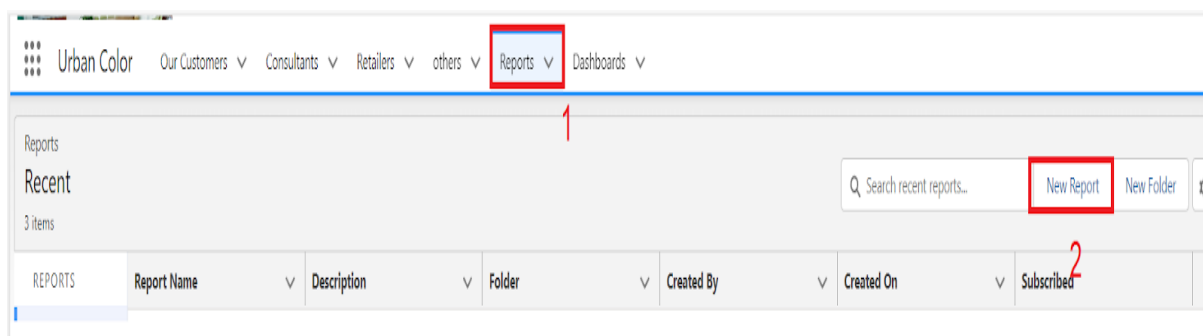 Urban Color Our Customers Consultants Retailers others Reports Dashboards
1
Reports
Recent
3 items
Search recent reports... New Report New Folder
2
REPORTS Report Name Description Folder Created By Created On Subscribed